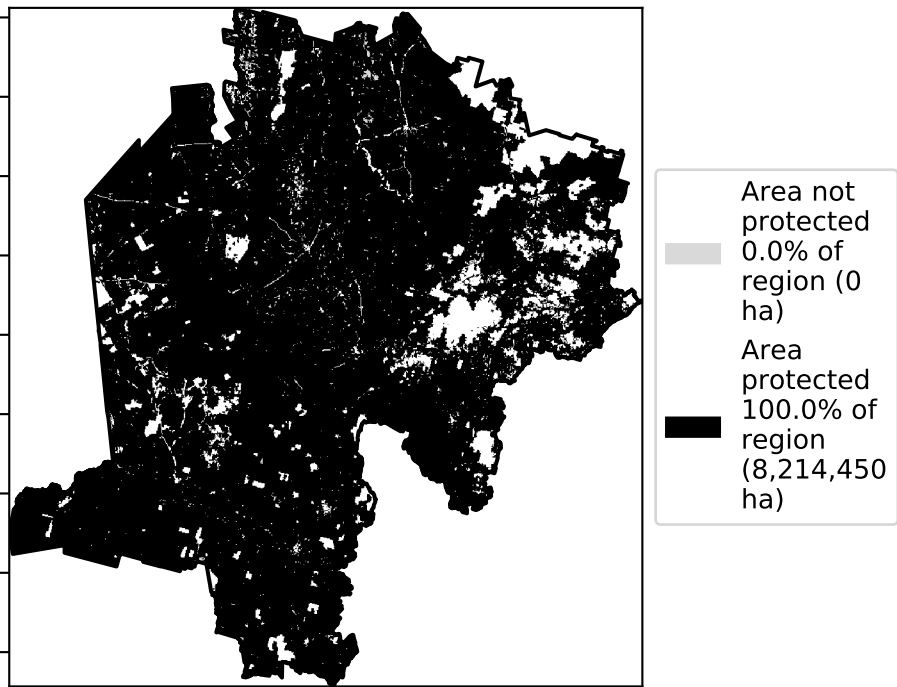 Area not
protected
0.0% of
region (0
ha)
Area
protected
100.0% of
region
(8,214,450
ha)